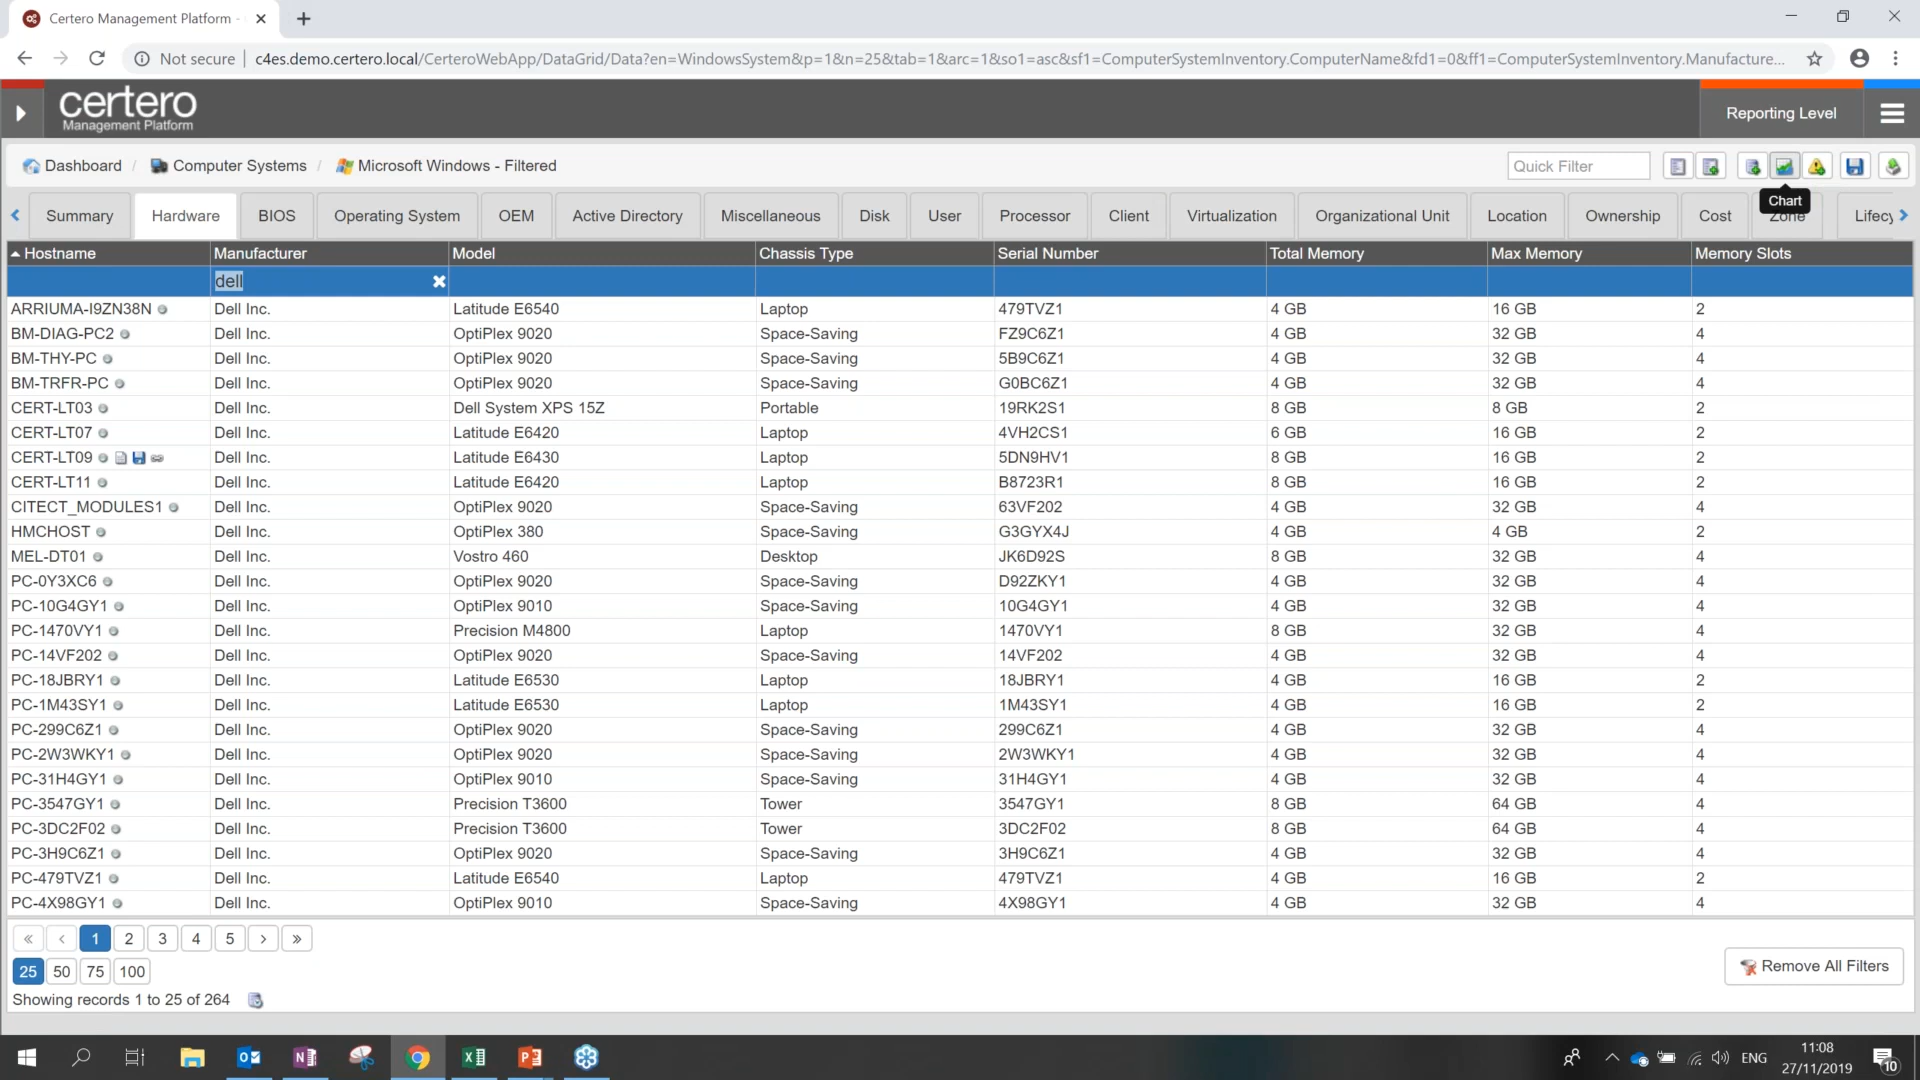 Certero Management Platform -
Not secure | c4es.demo.certero.local/CerteroWebApp/DataGrid/Data?en=WindowsSystem&p=1&n=25&tab=1&arc=1&so1=asc&sf1=ComputerSystemInventory.ComputerName&fd1=0&ff1=ComputerSystemInventory.Manufacture...
certero
Management Platform
Reporting Level
Dashboard / Computer Systems / Microsoft Windows - Filtered
Quick Filter
Chart
Summary Hardware BIOS Operating System OEM Active Directory Miscellaneous Disk User Processor Client Virtualization Organizational Unit Location Ownership Cost Zone Lifecy
Hostname Manufacturer Model Chassis Type Serial Number Total Memory Max Memory Memory Slots
dell
ARRIUMA-I9ZN38N Dell Inc. Latitude E6540 Laptop 479TVZ1 4 GB 16 GB 2
BM-DIAG-PC2 Dell Inc. OptiPlex 9020 Space-Saving FZ9C6Z1 4 GB 32 GB 4
BM-THY-PC Dell Inc. OptiPlex 9020 Space-Saving 5B9C6Z1 4 GB 32 GB 4
BM-TRFR-PC Dell Inc. OptiPlex 9020 Space-Saving G0BC6Z1 4 GB 32 GB 4
CERT-LT03 Dell Inc. Dell System XPS 15Z Portable 19RK2S1 8 GB 8 GB 2
CERT-LT07 Dell Inc. Latitude E6420 Laptop 4VH2CS1 6 GB 16 GB 2
CERT-LT09 Dell Inc. Latitude E6430 Laptop 5DN9HV1 8 GB 16 GB 2
CERT-LT11 Dell Inc. Latitude E6420 Laptop B8723R1 8 GB 16 GB 2
CITECT_MODULES1 Dell Inc. OptiPlex 9020 Space-Saving 63VF202 4 GB 32 GB 4
HMCHOST Dell Inc. OptiPlex 380 Space-Saving G3GYX4J 4 GB 4 GB 2
MEL-DT01 Dell Inc. Vostro 460 Desktop JK6D92S 8 GB 32 GB 4
PC-0Y3XC6 Dell Inc. OptiPlex 9020 Space-Saving D92ZKY1 4 GB 32 GB 4
PC-10G4GY1 Dell Inc. OptiPlex 9010 Space-Saving 10G4GY1 4 GB 32 GB 4
PC-1470VY1 Dell Inc. Precision M4800 Laptop 1470VY1 8 GB 32 GB 4
PC-14VF202 Dell Inc. OptiPlex 9020 Space-Saving 14VF202 4 GB 32 GB 4
PC-18JBRY1 Dell Inc. Latitude E6530 Laptop 18JBRY1 4 GB 16 GB 2
PC-1M43SY1 Dell Inc. Latitude E6530 Laptop 1M43SY1 4 GB 16 GB 2
PC-299C6Z1 Dell Inc. OptiPlex 9020 Space-Saving 299C6Z1 4 GB 32 GB 4
PC-2W3WKY1 Dell Inc. OptiPlex 9020 Space-Saving 2W3WKY1 4 GB 32 GB 4
PC-31H4GY1 Dell Inc. OptiPlex 9010 Space-Saving 31H4GY1 4 GB 32 GB 4
PC-3547GY1 Dell Inc. Precision T3600 Tower 3547GY1 8 GB 64 GB 4
PC-3DC2F02 Dell Inc. Precision T3600 Tower 3DC2F02 8 GB 64 GB 4
PC-3H9C6Z1 Dell Inc. OptiPlex 9020 Space-Saving 3H9C6Z1 4 GB 32 GB 4
PC-479TVZ1 Dell Inc. Latitude E6540 Laptop 479TVZ1 4 GB 16 GB 2
PC-4X98GY1 Dell Inc. OptiPlex 9010 Space-Saving 4X98GY1 4 GB 32 GB 4
« ‹ 1 2 3 4 5 › »
25 50 75 100
Remove All Filters
Showing records 1 to 25 of 264
ENG
11:08
27/11/2019
10